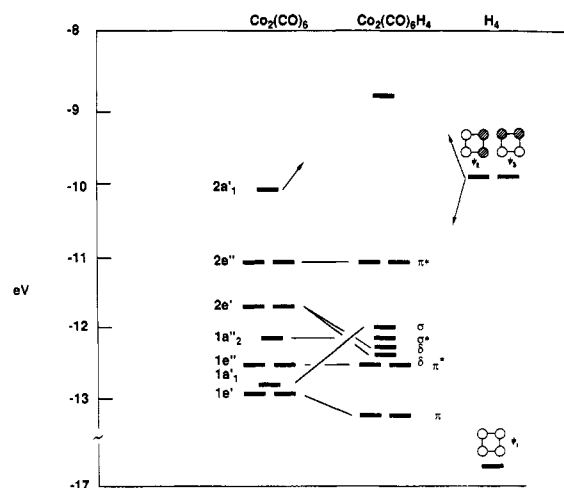 Co₂(CO)₆ Co₂(CO)₆H₄ H₄
-8
-9
ψ₂ ψ₃
2a'₁
-10
2e" π*
-11
eV
2e'
-12
1a"₂
σ
σ*
δ
1e" δ π*
1a'₁
1e'
-13
π
ψ₁
~
-17